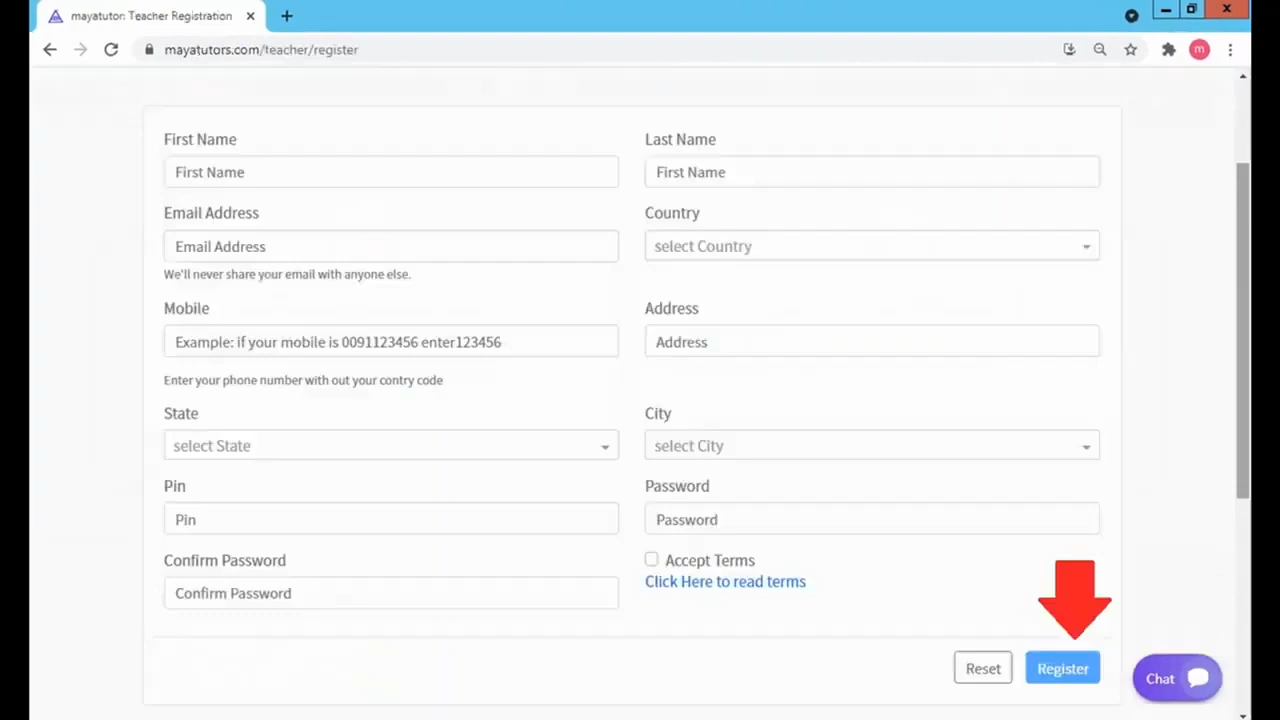 mayatutor: Teacher Registration
mayatutors.com/teacher/register
m
First Name
Last Name
First Name
First Name
Email Address
Country
Email Address
select Country
We'll never share your email with anyone else.
Mobile
Address
Example: if your mobile is 0091123456 enter123456
Address
Enter your phone number with out your contry code
State
City
select State
select City
Pin
Password
Pin
Password
Confirm Password
Accept Terms
Click Here to read terms
Confirm Password
Reset
Register
Chat